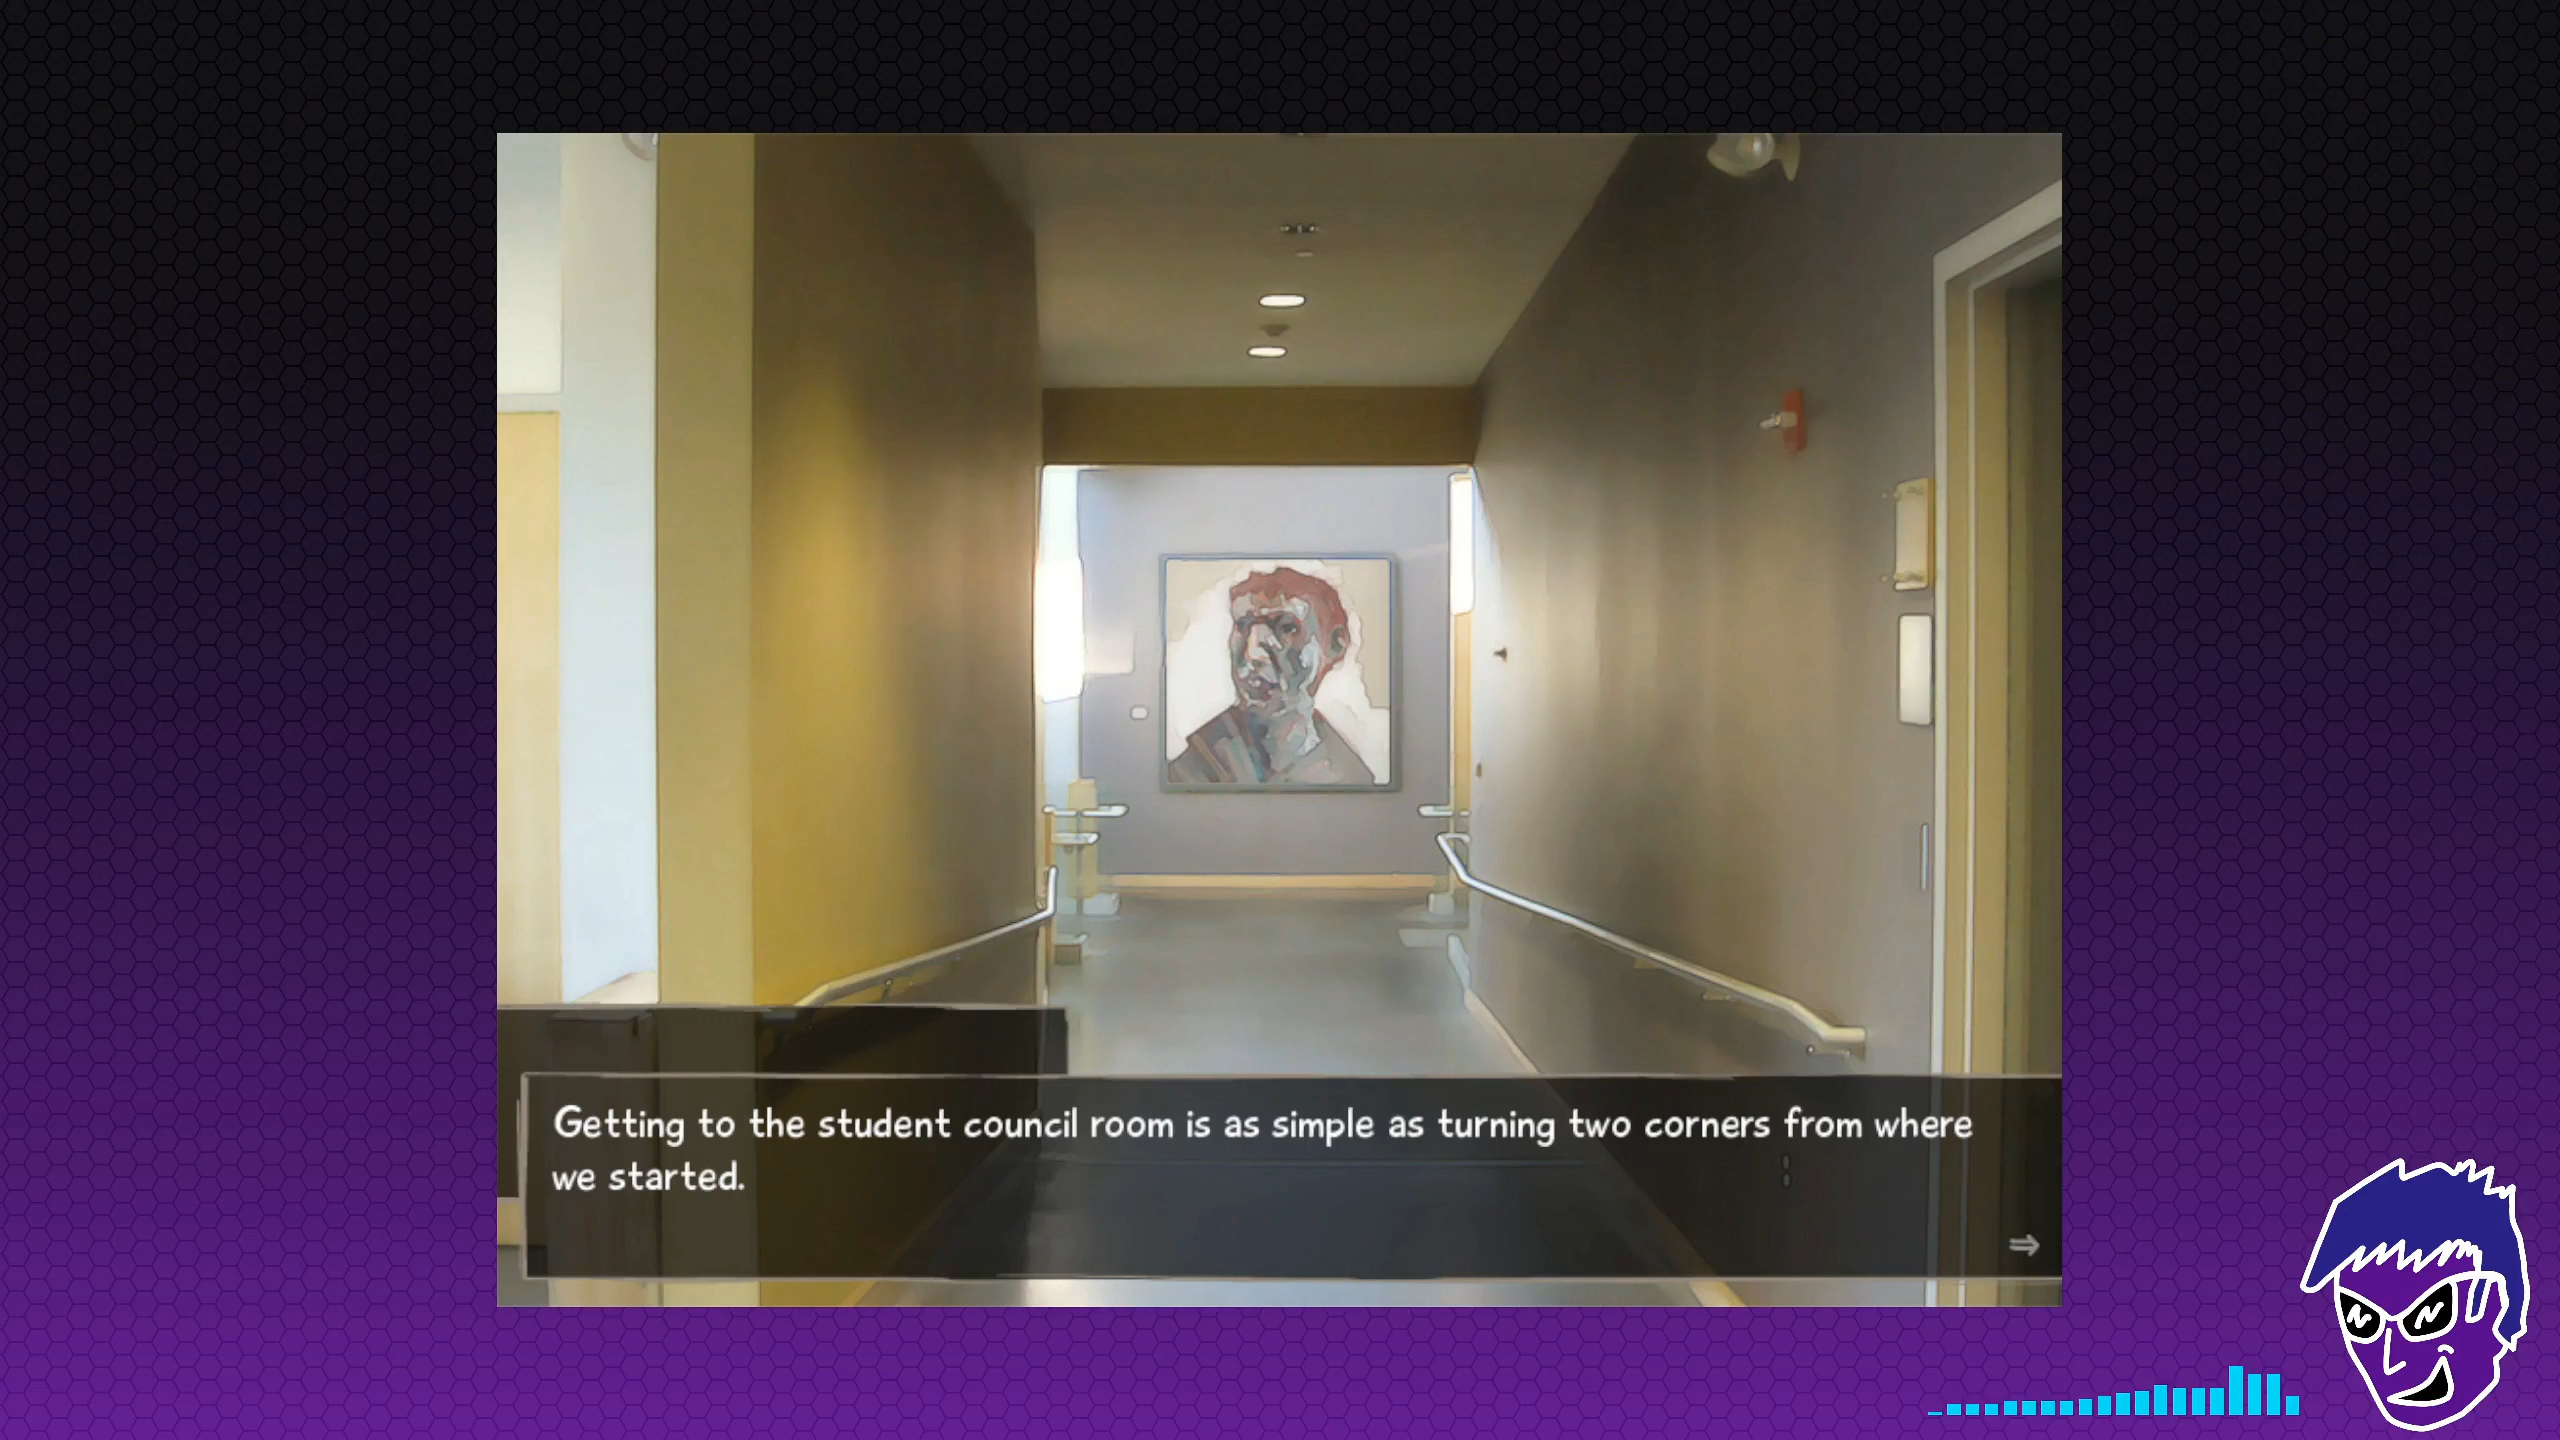 Getting to the student council room is as simple as turning two corners from where
we started.